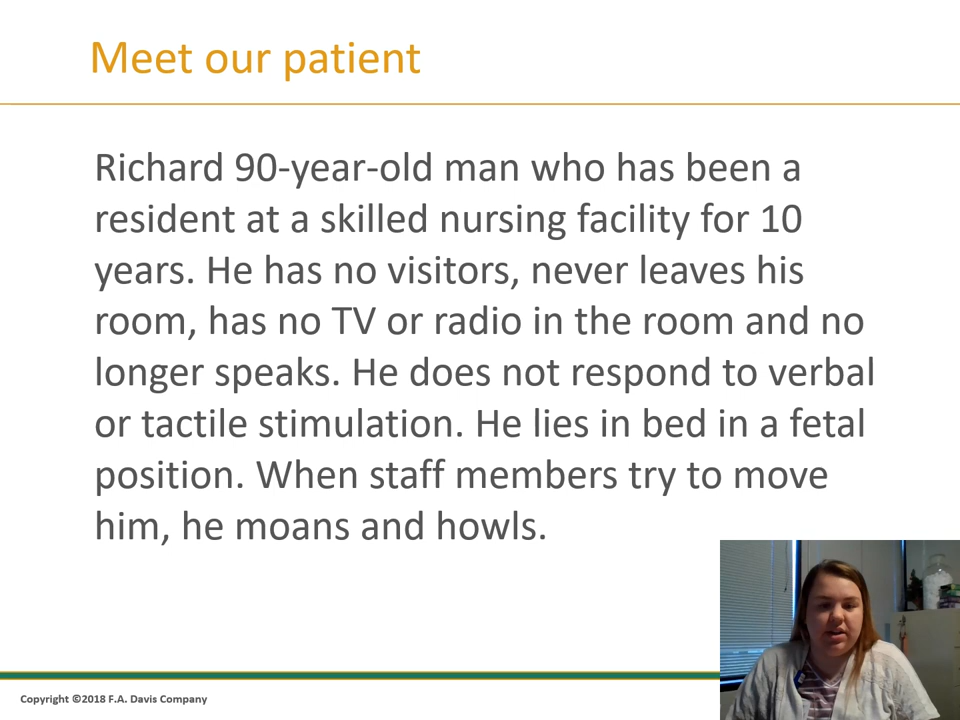 Meet our patient
Richard 90-year-old man who has been a
resident at a skilled nursing facility for 10
years. He has no visitors, never leaves his
room, has no TV or radio in the room and no
longer speaks. He does not respond to verbal
or tactile stimulation. He lies in bed in a fetal
position. When staff members try to move
him, he moans and howls.
Copyright ©2018 F.A. Davis Company